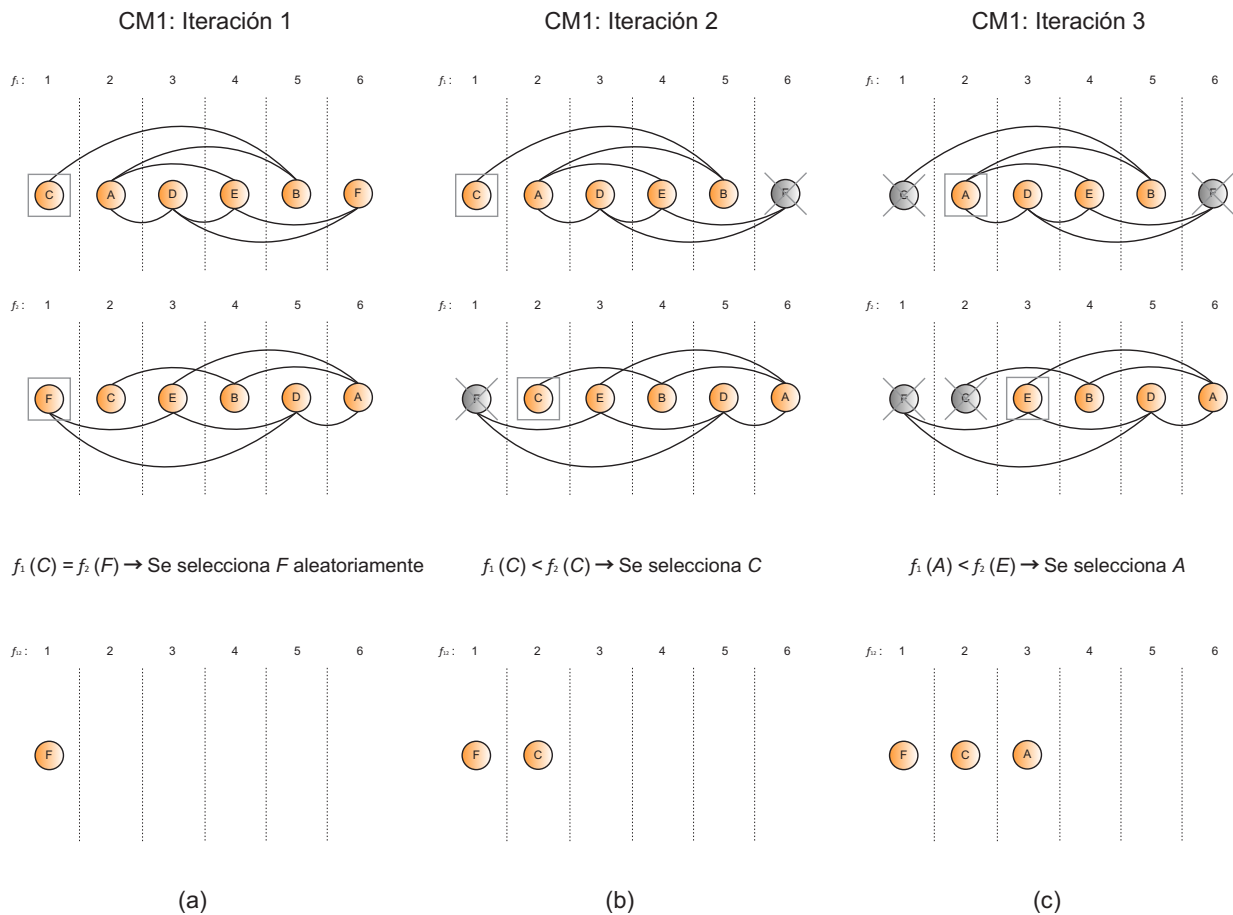 CM1: Iteración 1
CM1: Iteración 2
CM1: Iteración 3
f₁ : 1 2 3 4 5 6
f₁ : 1 2 3 4 5 6
f₁ : 1 2 3 4 5 6
C A D E B F
C A D E B F
C A D E B F
f₂ : 1 2 3 4 5 6
f₂ : 1 2 3 4 5 6
f₂ : 1 2 3 4 5 6
F C E B D A
F C E B D A
F C E B D A
f₁ (C) = f₂ (F) → Se selecciona F aleatoriamente
f₁ (C) < f₂ (C) → Se selecciona C
f₁ (A) < f₂ (E) → Se selecciona A
f₁₂ : 1 2 3 4 5 6
f₁₂ : 1 2 3 4 5 6
f₁₂ : 1 2 3 4 5 6
F
F C
F C A
(a)
(b)
(c)